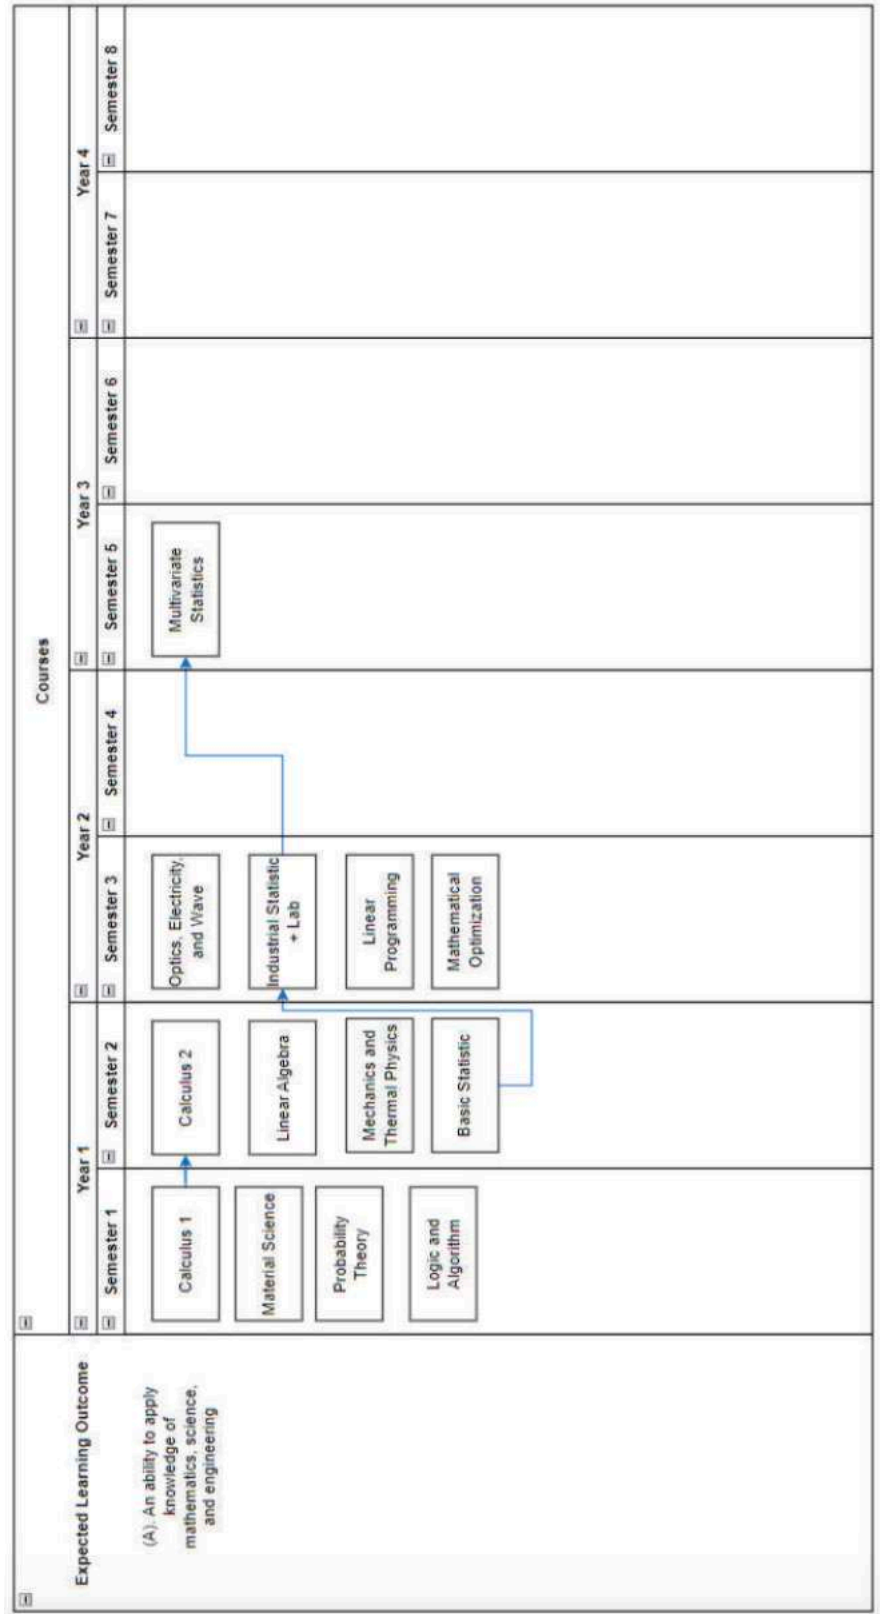 Courses
Expected Learning Outcome
Year 1
Year 2
Year 3
Year 4
Semester 1
Semester 2
Semester 3
Semester 4
Semester 5
Semester 6
Semester 7
Semester 8
(A). An ability to apply
knowledge of
mathematics, science,
and engineering
Calculus 1
Material Science
Probability
Theory
Logic and
Algorithm
Calculus 2
Linear Algebra
Mechanics and
Thermal Physics
Basic Statistic
Optics, Electricity,
and Wave
Industrial Statistic
+ Lab
Linear
Programming
Mathematical
Optimization
Multivariate
Statistics